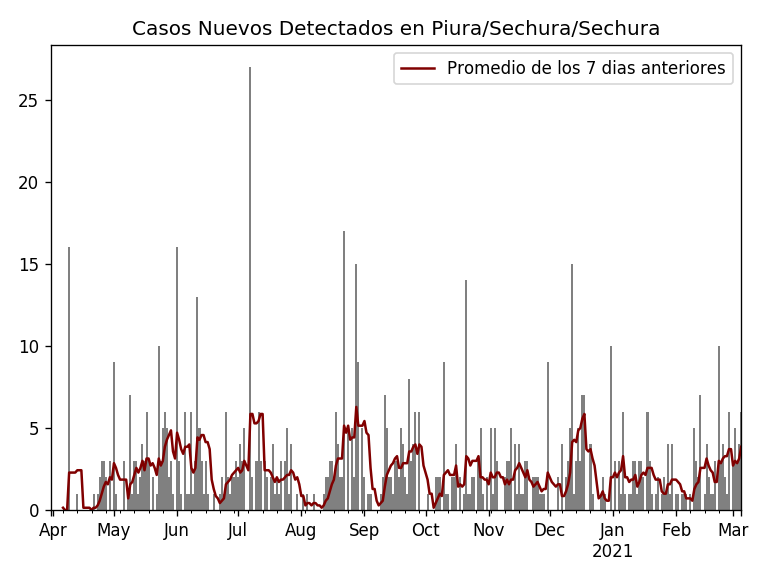 Casos Nuevos Detectados en Piura/Sechura/Sechura
Promedio de los 7 dias anteriores
25
20
15
10
5
0
Apr May Jun Jul Aug Sep Oct Nov Dec Jan Feb Mar
2021